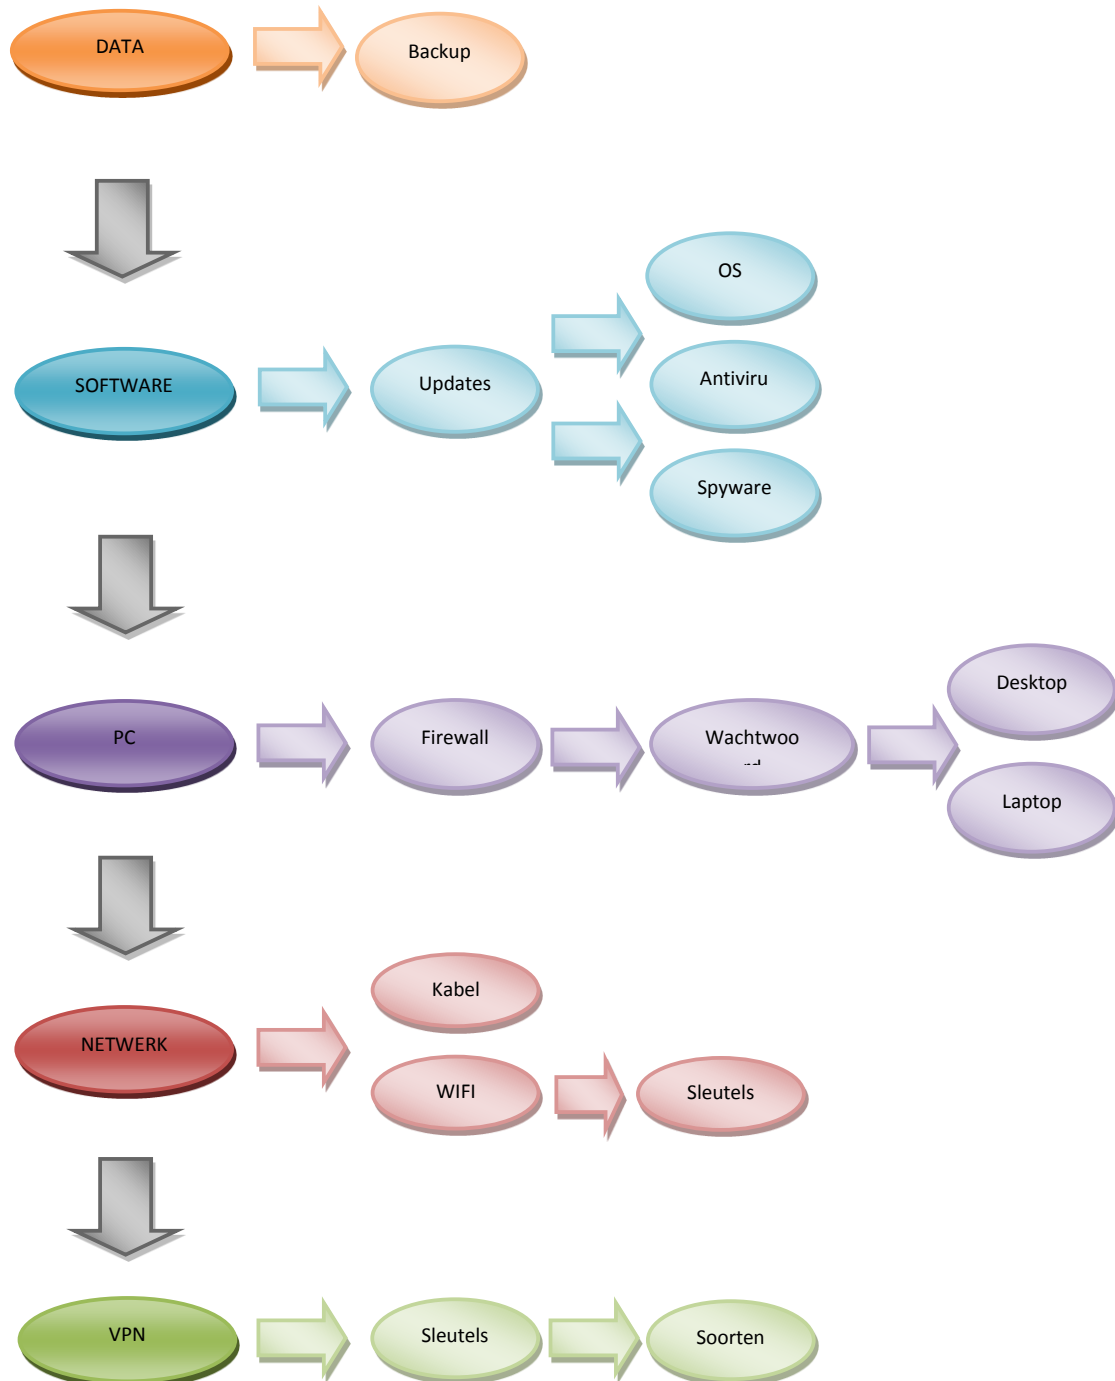 DATA
Backup
OS
SOFTWARE
Updates
Antiviru
Spyware
PC
Firewall
Wachtwoo
rd
Desktop
Laptop
Kabel
NETWERK
WIFI
Sleutels
VPN
Sleutels
Soorten